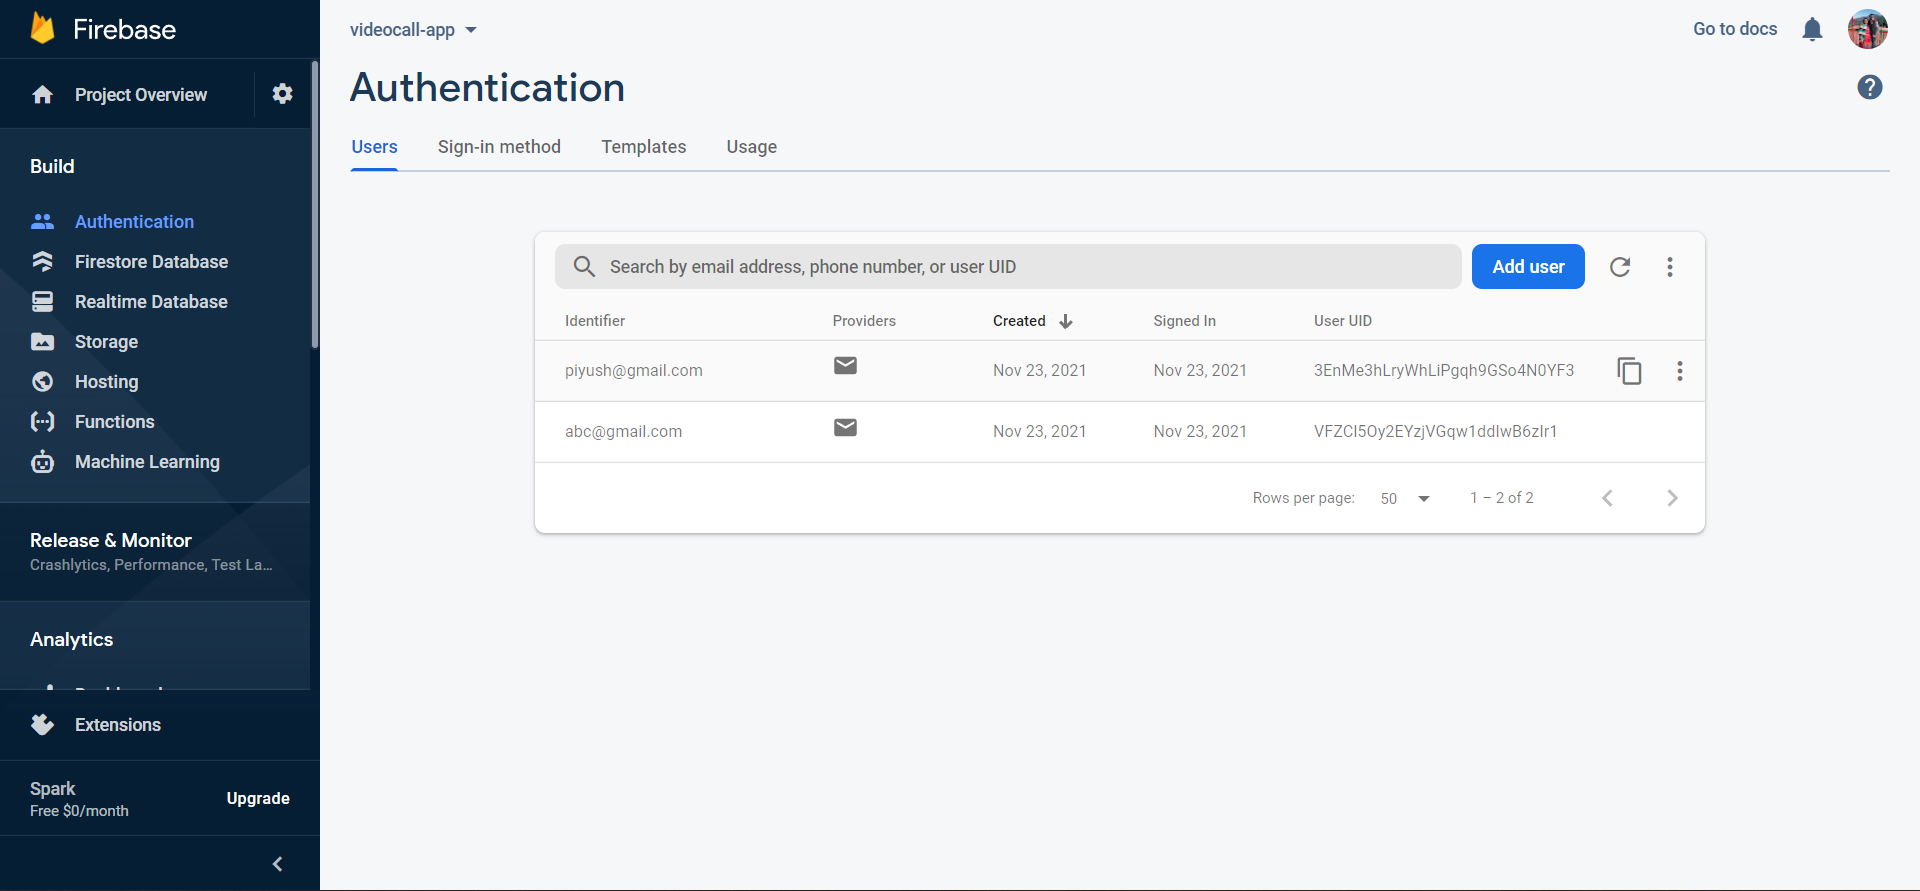 Firebase
Project Overview
Build
Authentication
Firestore Database
Realtime Database
Storage
Hosting
Functions
Machine Learning
Release & Monitor
Crashlytics, Performance, Test La...
Analytics
Extensions
Spark
Free $0/month
Upgrade
videocall-app
Go to docs
Authentication
Users Sign-in method Templates Usage
Search by email address, phone number, or user UID
Add user
Identifier Providers Created Signed In User UID
piyush@gmail.com Nov 23, 2021 Nov 23, 2021 3EnMe3hLryWhLiPgqh9GSo4N0YF3
abc@gmail.com Nov 23, 2021 Nov 23, 2021
Rows per page: 50 1 – 2 of 2